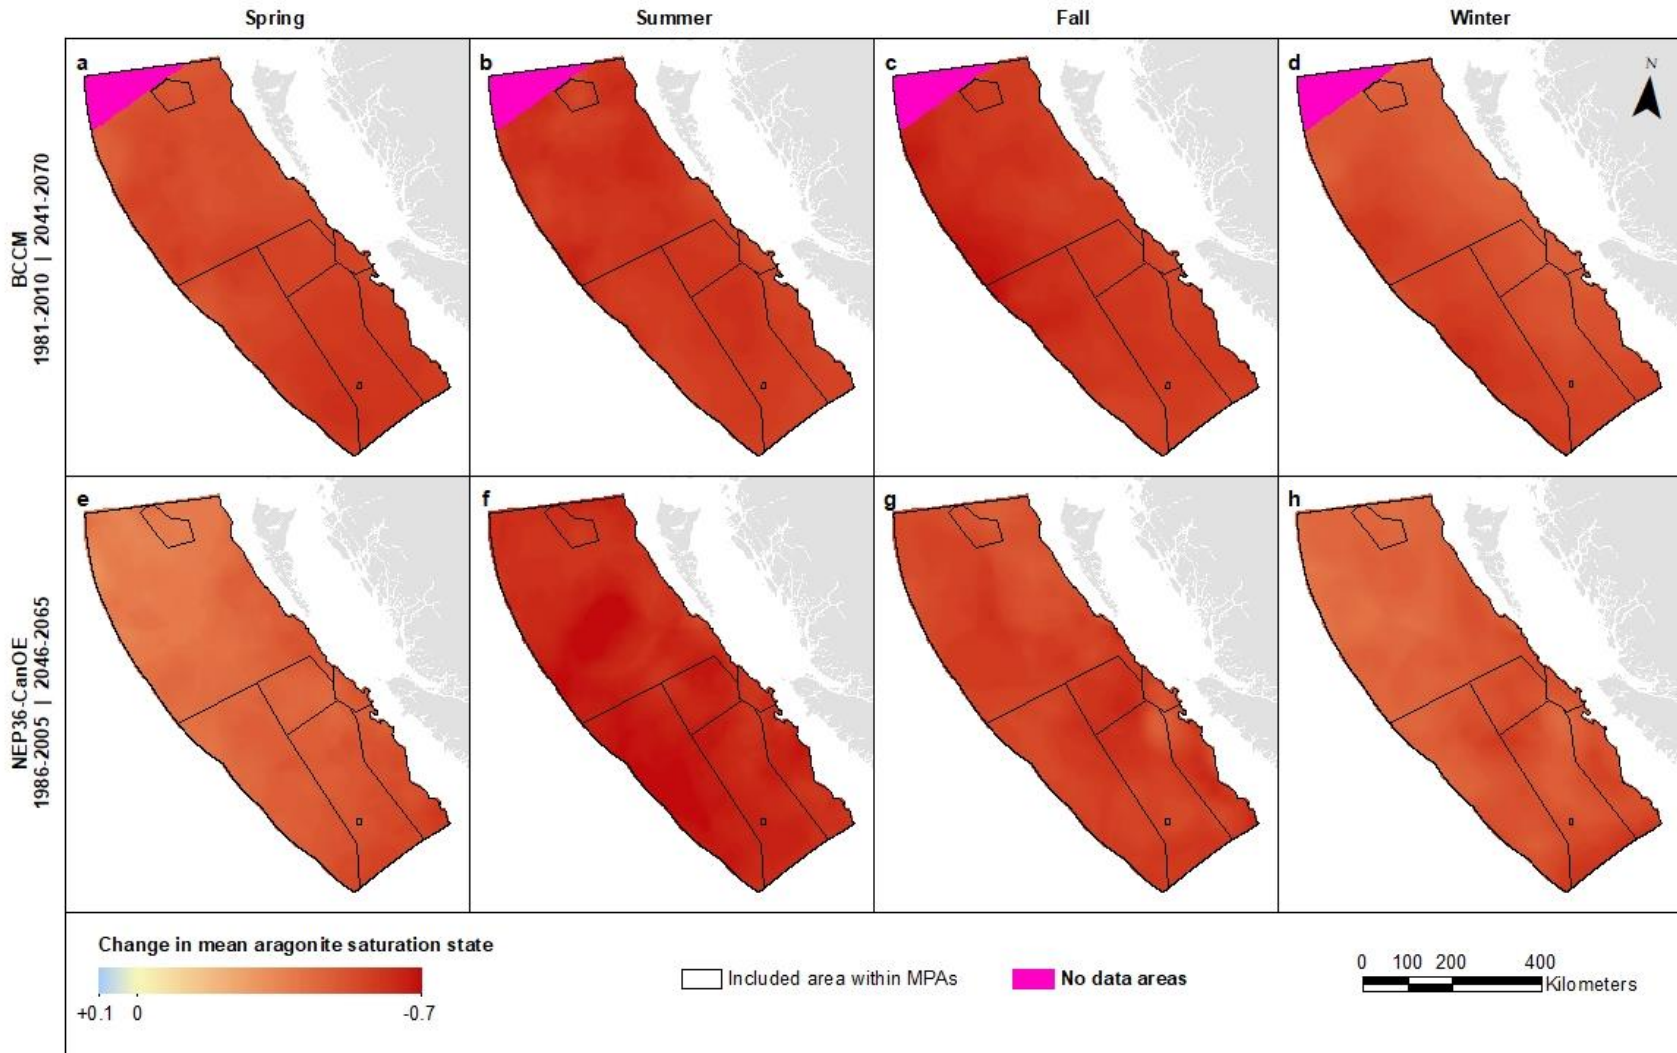 Spring Summer Fall Winter
a b c d
N
BCCM
1981-2010 | 2041-2070
e f g h
NEP36-CanOE
1986-2005 | 2046-2065
Change in mean aragonite saturation state
+0.1 0 -0.7
Included area within MPAs
No data areas
0 100 200 400
Kilometers